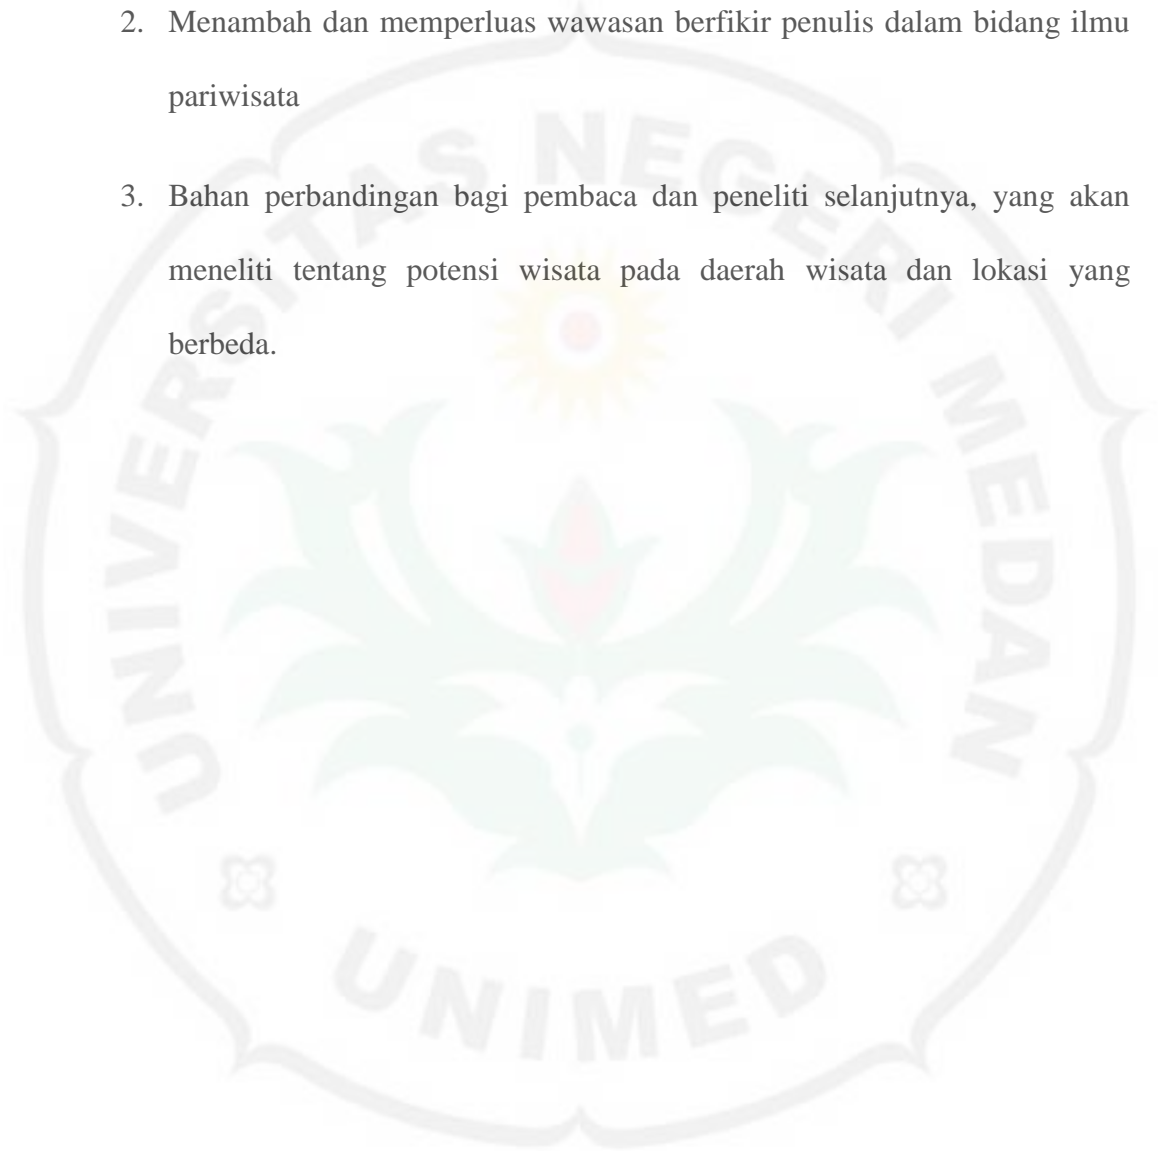 2. Menambah dan memperluas wawasan berfikir penulis dalam bidang ilmu
pariwisata
3. Bahan perbandingan bagi pembaca dan peneliti selanjutnya, yang akan
meneliti tentang potensi wisata pada daerah wisata dan lokasi yang
berbeda.
UNIVERSITAS NEGERI MEDAN
UNIMED